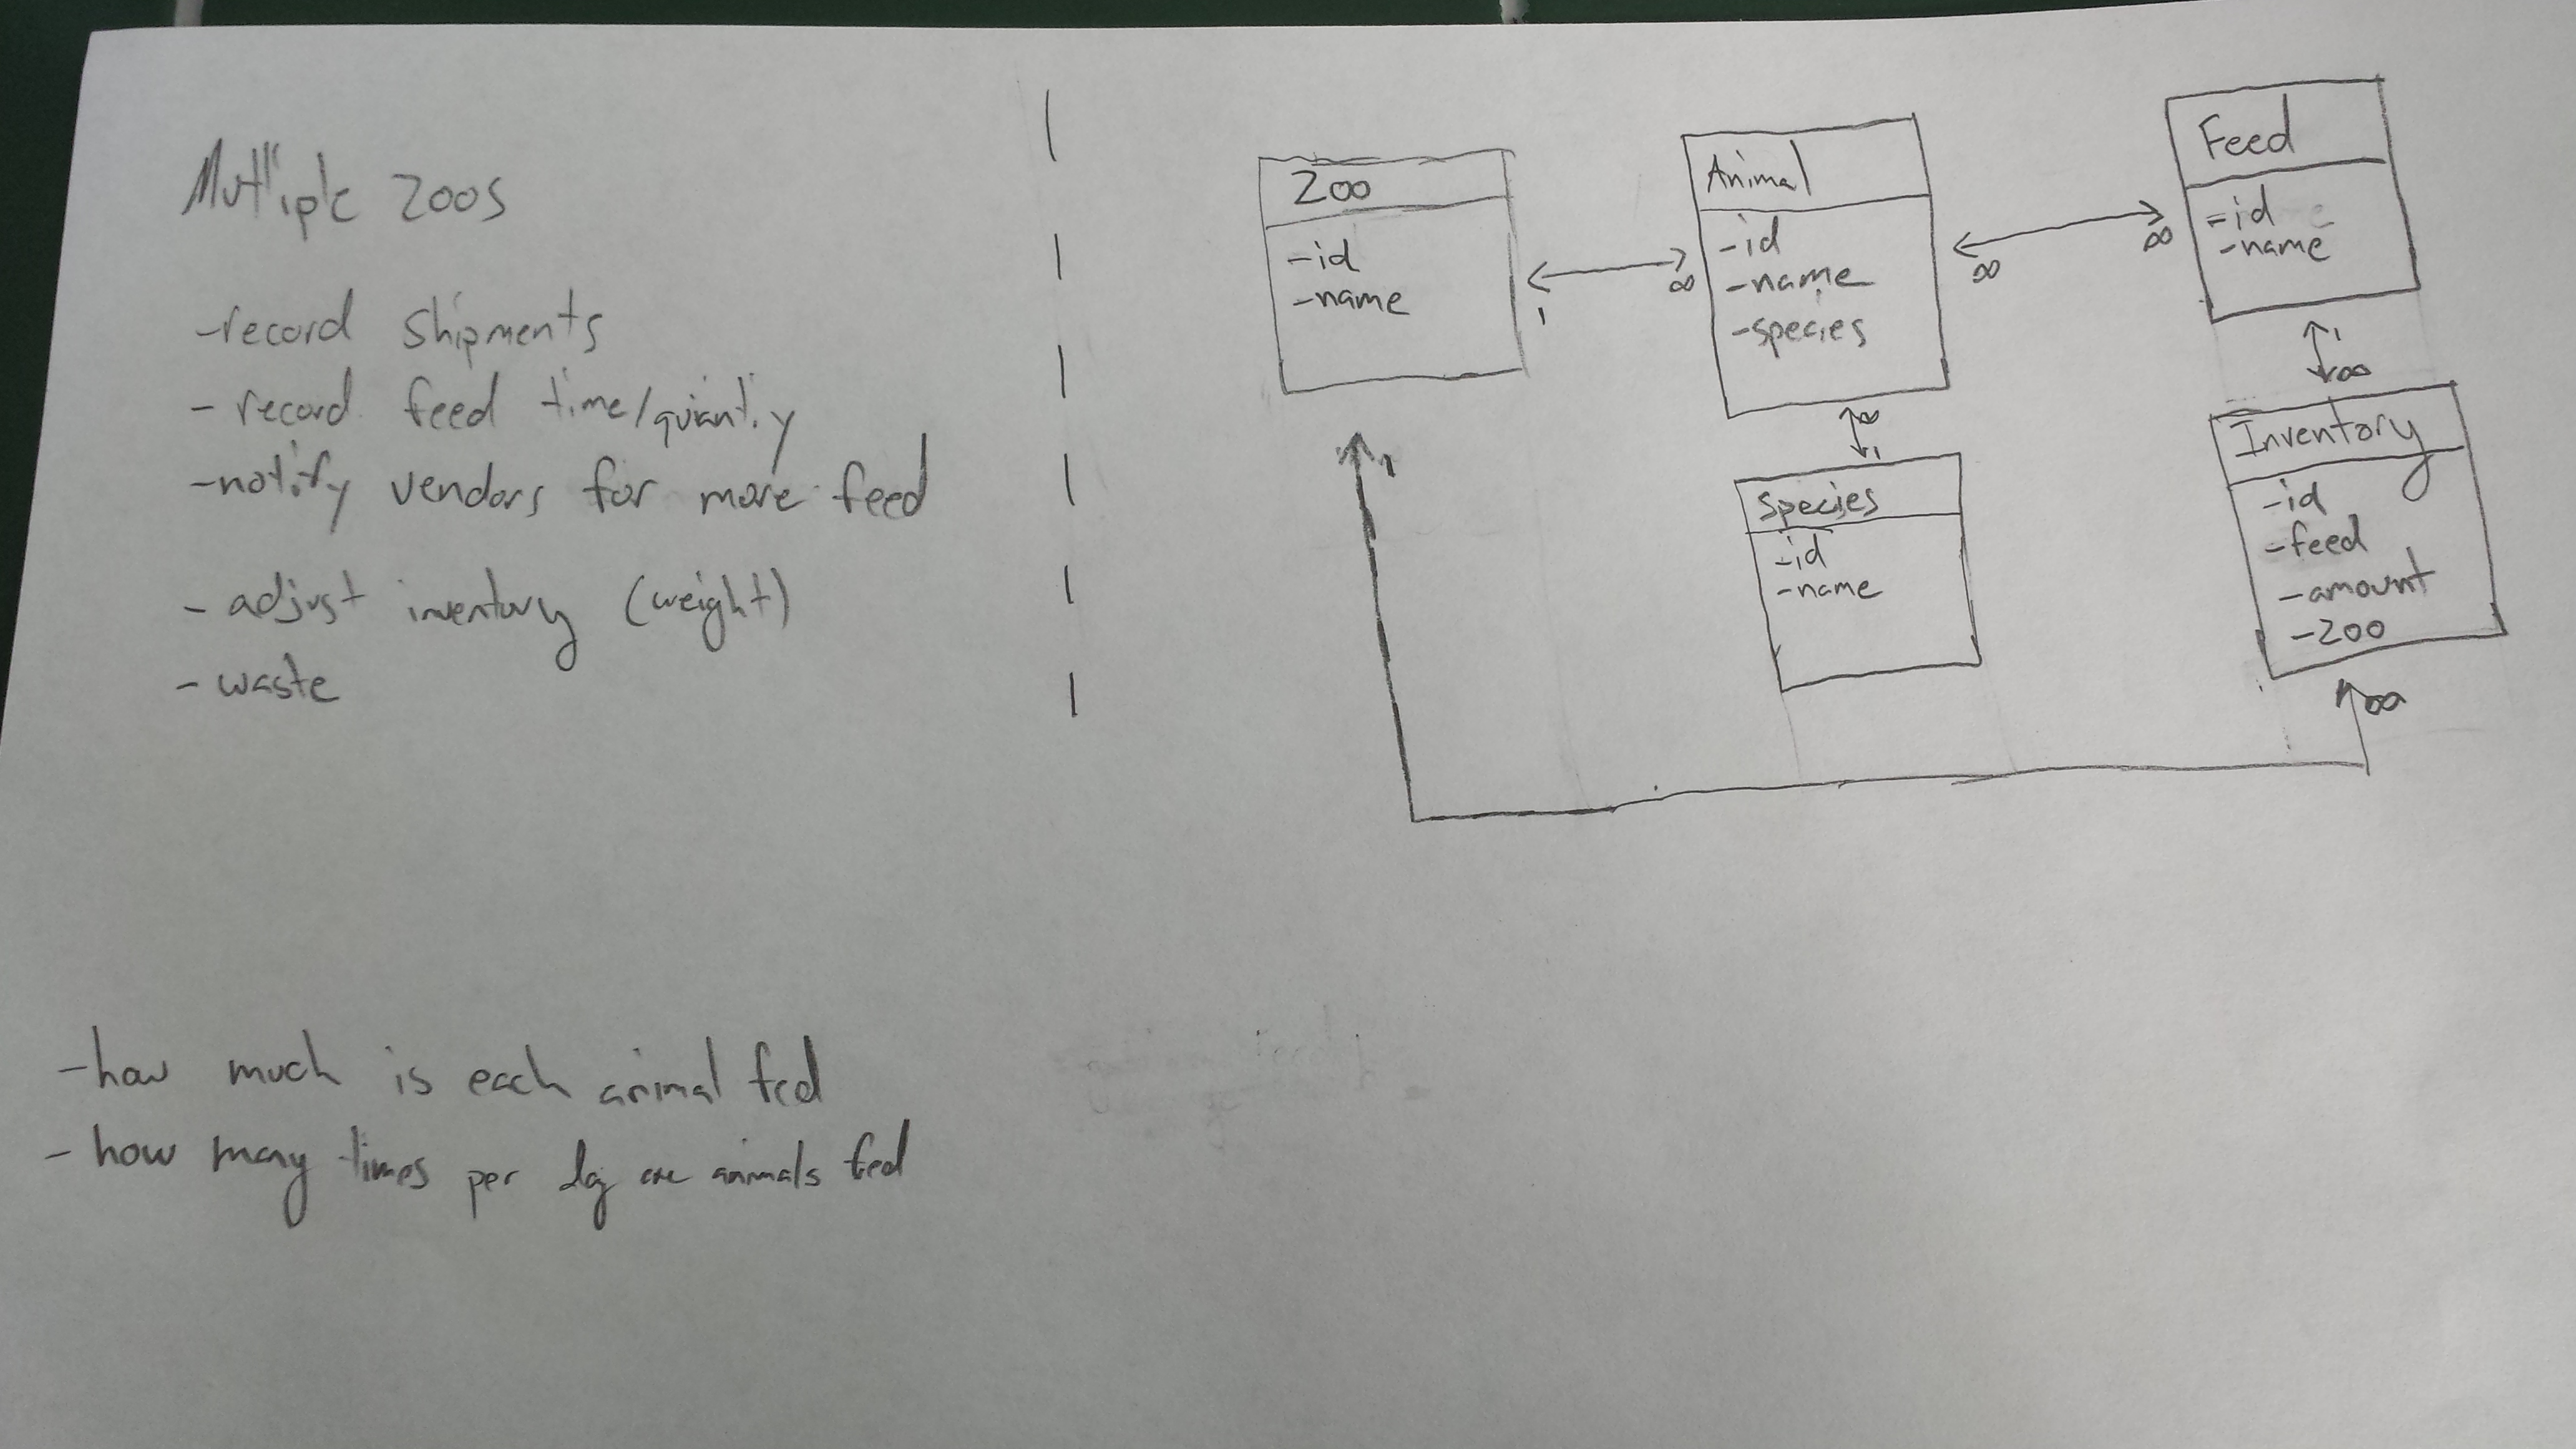 Mutliple zoos
-record shipments
- record feed time/quantity
-notify vendors for more feed
- adjust inventory (weight)
- waste
-how much is each animal fed
- how many times per day are animals fed
Zoo
-id
-name
1
∞
Animal
-id
-name
-species
∞
∞
Feed
-id
-name
∞
1
Species
-id
-name
1
∞
Inventory
-id
-feed
-amount
-zoo
1
∞